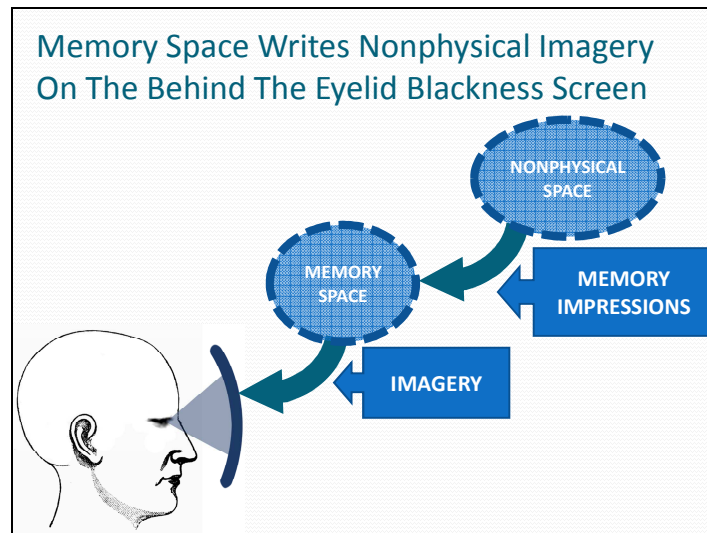 Memory Space Writes Nonphysical Imagery
On The Behind The Eyelid Blackness Screen
NONPHYSICAL
SPACE
MEMORY
SPACE
MEMORY
IMPRESSIONS
IMAGERY